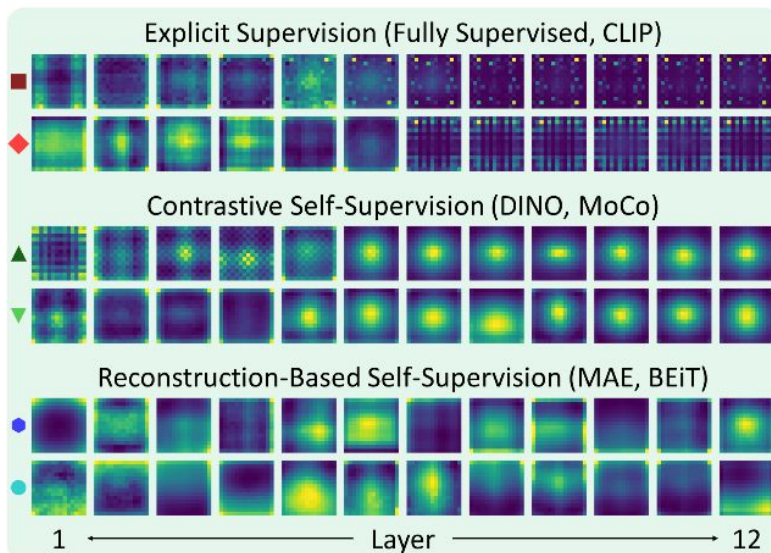 Explicit Supervision (Fully Supervised, CLIP)
Contrastive Self-Supervision (DINO, MoCo)
Reconstruction-Based Self-Supervision (MAE, BEiT)
1 Layer 12